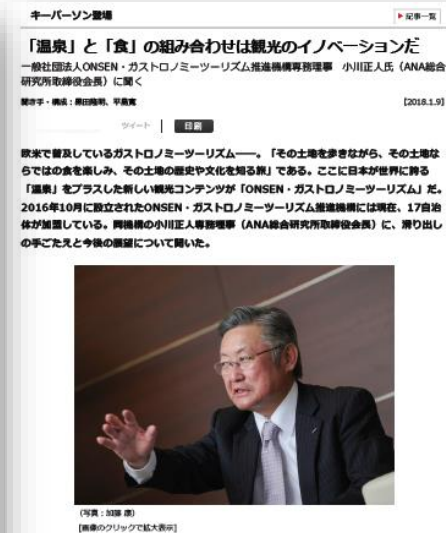 キーパーソン登場
▶記事一覧
「温泉」と「食」の組み合わせは観光のイノベーションだ
一般社団法人ONSEN・ガストロノミーツーリズム推進機構専務理事　小川正人氏（ANA総合
研究所取締役会長）に聞く
聞き手・構成：黒田隆明、平島寛
[2018.1.9]
ツイート
印刷
欧米で普及しているガストロノミーツーリズム――。「その土地を歩きながら、その土地な
らではの食を楽しみ、その土地の歴史や文化を知る旅」である。ここに日本が世界に誇る
「温泉」をプラスした新しい観光コンテンツが「ONSEN・ガストロノミーツーリズム」だ。
2016年10月に設立されたONSEN・ガストロノミーツーリズム推進機構には現在、17自治
体が加盟している。同機構の小川正人専務理事（ANA総合研究所取締役会長）に、滑り出し
の手ごたえと今後の展望について聞いた。
（写真：加藤 康）
[画像のクリックで拡大表示]